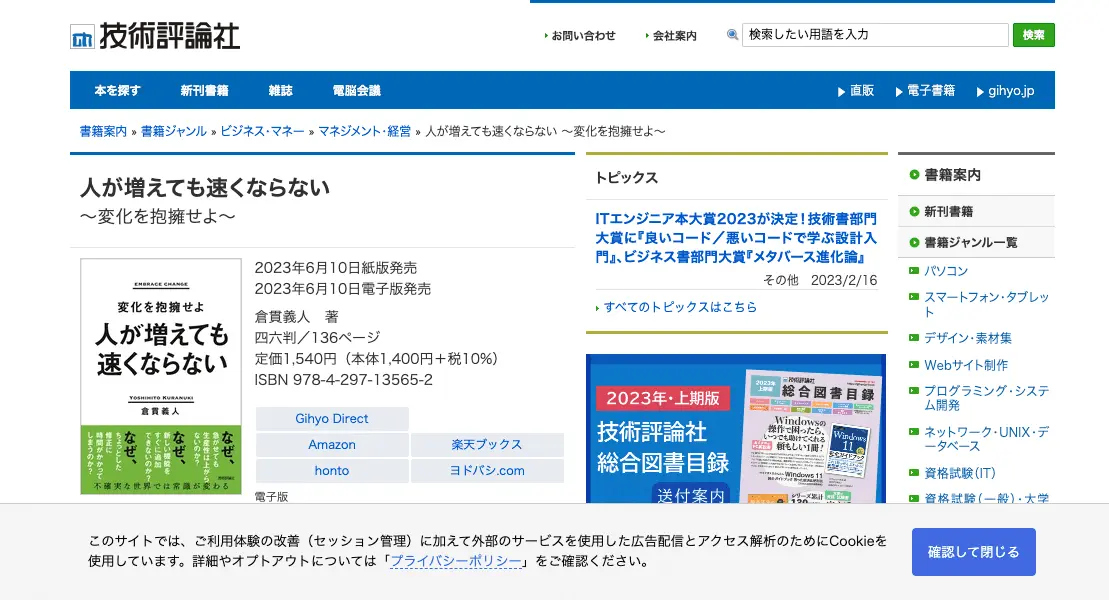 技術評論社
お問い合わせ
会社案内
検索したい用語を入力
検索
本を探す
新刊書籍
雑誌
電脳会議
直販
電子書籍
gihyo.jp
書籍案内 » 書籍ジャンル » ビジネス・マネー » マネジメント・経営 » 人が増えても速くならない ～変化を抱擁せよ～
人が増えても速くならない
～変化を抱擁せよ～
EMBRACE CHANGE
変化を抱擁せよ
人が増えても
速くならない
YOSHIHITO KURANUKI
倉貫義人
なぜ、
急がせても
生産性は上がら
ないのか?
なぜ、
新しい機能を
すぐに追加
できないのか?
なぜ、
ちょっとした
修正に
時間がかかって
しまうのか?
不確実な世界では常識が変わる
2023年6月10日紙版発売
2023年6月10日電子版発売
倉貫義人 著
四六判／136ページ
定価1,540円（本体1,400円＋税10%）
ISBN 978-4-297-13565-2
Gihyo Direct
Amazon
楽天ブックス
honto
ヨドバシ.com
電子版
トピックス
ITエンジニア本大賞2023が決定！技術書部門
大賞に『良いコード／悪いコードで学ぶ設計入
門』、ビジネス書部門大賞『メタバース進化論』
その他 2023/2/16
すべてのトピックスはこちら
2023年・上期版
技術評論社
総合図書目録
送付案内
2023年
上期版
技術評論社
総合図書目録
Windowsの
操作で困ったら、
いつでも助けてくれる
頼もしい1冊！
Windows
11
書籍案内
新刊書籍
書籍ジャンル一覧
パソコン
スマートフォン・タブレッ
ト
デザイン・素材集
Webサイト制作
プログラミング・システ
ム開発
ネットワーク・UNIX・デ
ータベース
資格試験（IT）
資格試験（一般）・大学
このサイトでは、ご利用体験の改善（セッション管理）に加えて外部のサービスを使用した広告配信とアクセス解析のためにCookieを
使用しています。詳細やオプトアウトについては「プライバシーポリシー」をご確認ください。
確認して閉じる